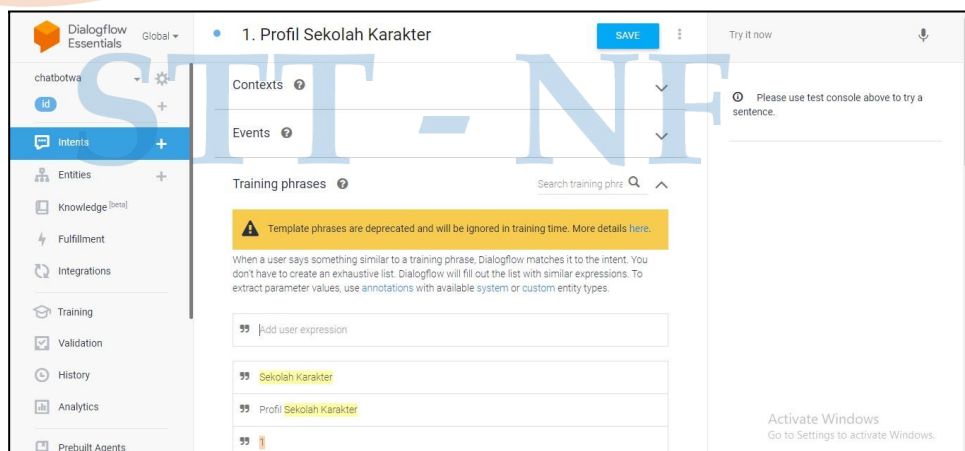 Dialogflow
Essentials
Global
1. Profil Sekolah Karakter
SAVE
Try it now
chatbotwa
id
STT - NF
Contexts
Please use test console above to try a
sentence.
Intents
Events
Entities
Training phrases
Search training phra
Knowledge [beta]
Template phrases are deprecated and will be ignored in training time. More details here.
Fulfillment
When a user says something similar to a training phrase, Dialogflow matches it to the intent. You
don't have to create an exhaustive list. Dialogflow will fill out the list with similar expressions. To
extract parameter values, use annotations with available system or custom entity types.
Integrations
Training
Add user expression
Validation
History
Sekolah Karakter
Analytics
Profil Sekolah Karakter
Activate Windows
Go to Settings to activate Windows.
Prebuilt Agents
1